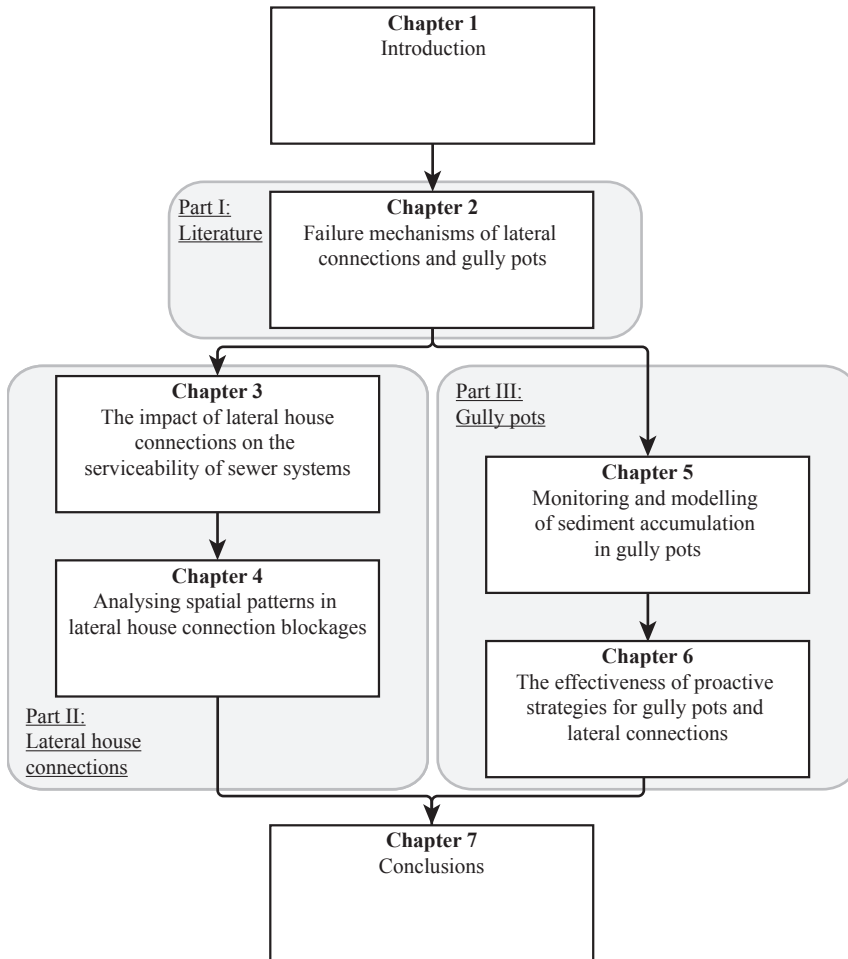 Chapter 1
Introduction
Part I:
Literature
Chapter 2
Failure mechanisms of lateral
connections and gully pots
Chapter 3
The impact of lateral house
connections on the
serviceability of sewer systems
Chapter 4
Analysing spatial patterns in
lateral house connection blockages
Part II:
Lateral house
connections
Part III:
Gully pots
Chapter 5
Monitoring and modelling
of sediment accumulation
in gully pots
Chapter 6
The effectiveness of proactive
strategies for gully pots and
lateral connections
Chapter 7
Conclusions